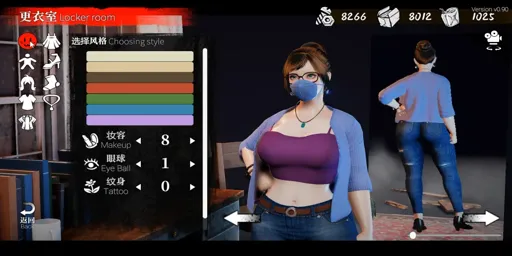 更衣室 Locker room
8266
8012
1025
Version v0.90
选择风格 Choosing style
妆容
Makeup
8
眼球
Eye Ball
1
纹身
Tattoo
0
返回
Back